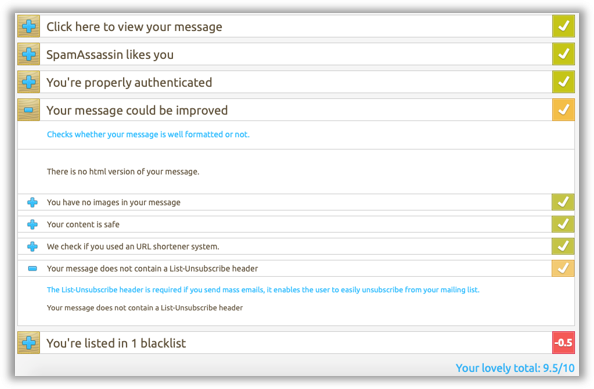 Click here to view your message
SpamAssassin likes you
You're properly authenticated
Your message could be improved
Checks whether your message is well formatted or not.
There is no html version of your message.
You have no images in your message
Your content is safe
We check if you used an URL shortener system.
Your message does not contain a List-Unsubscribe header
The List-Unsubscribe header is required if you send mass emails, it enables the user to easily unsubscribe from your mailing list.
Your message does not contain a List-Unsubscribe header
You're listed in 1 blacklist -0.5
Your lovely total: 9.5/10